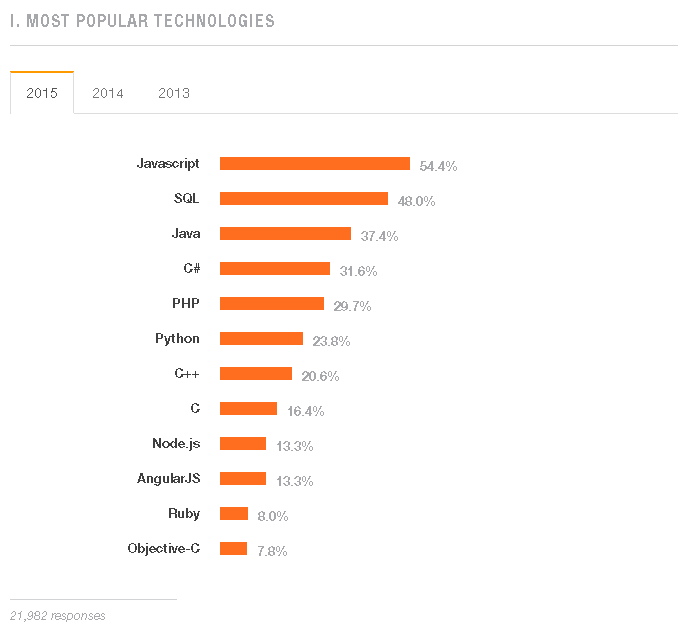 I. MOST POPULAR TECHNOLOGIES
2015 2014 2013
Javascript 54.4%
SQL 48.0%
Java 37.4%
C# 31.6%
PHP 29.7%
Python 23.8%
C++ 20.6%
C 16.4%
Node.js 13.3%
AngularJS 13.3%
Ruby 8.0%
Objective-C 7.8%
21,982 responses